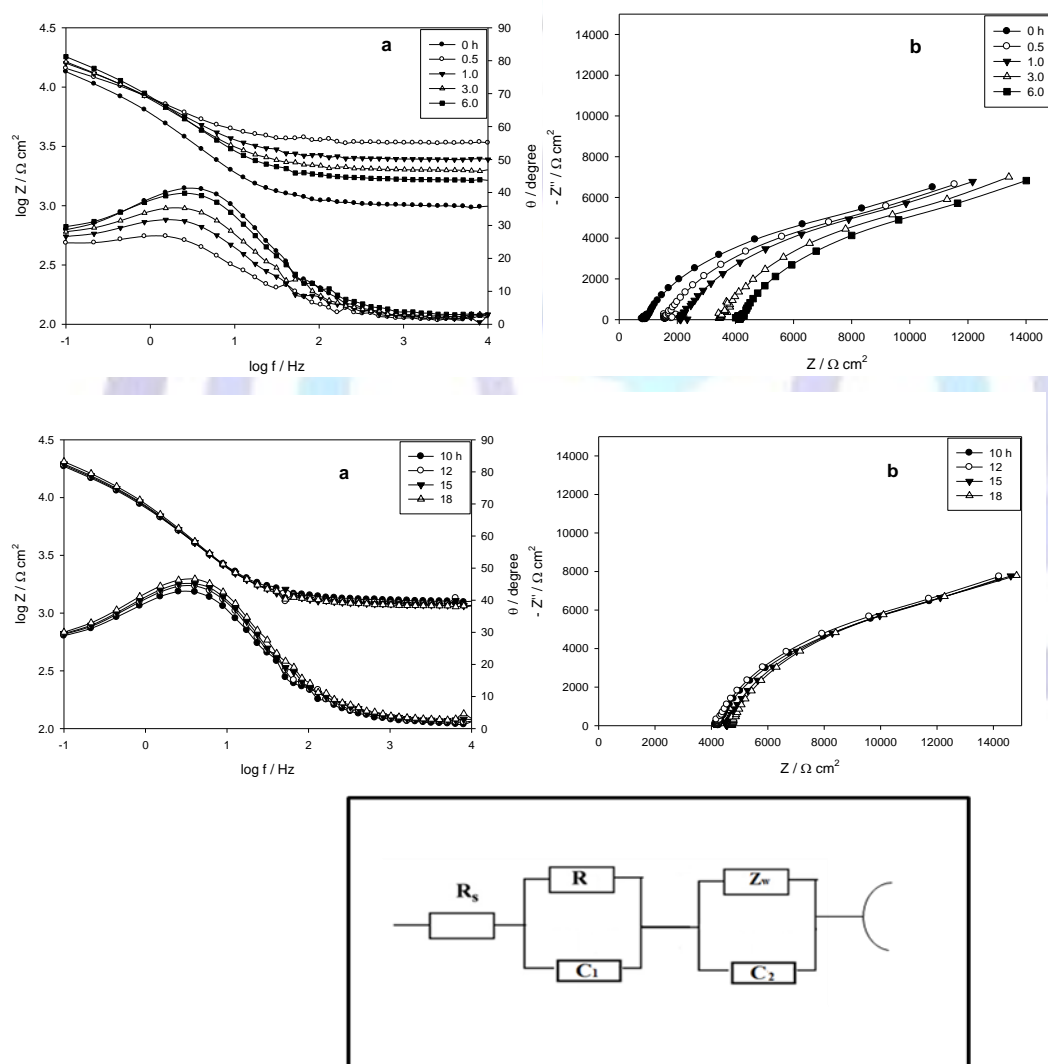 a
0 h
0.5
1.0
3.0
6.0
4.5
4.0
3.5
3.0
2.5
2.0
log Z / Ω cm2
90
80
70
60
50
40
30
20
10
0
θ / degree
-1 0 1 2 3 4
log f / Hz
b
0 h
0.5
1.0
3.0
6.0
14000
12000
10000
8000
6000
4000
2000
0
- Z" / Ω cm2
0 2000 4000 6000 8000 10000 12000 14000
Z / Ω cm2
a
10 h
12
15
18
4.5
4.0
3.5
3.0
2.5
2.0
log Z / Ω cm2
90
80
70
60
50
40
30
20
10
0
θ / degree
-1 0 1 2 3 4
log f / Hz
b
10 h
12
15
18
14000
12000
10000
8000
6000
4000
2000
0
- Z" / Ω cm2
0 2000 4000 6000 8000 10000 12000 14000
Z / Ω cm2
Rs
R
C1
Zw
C2